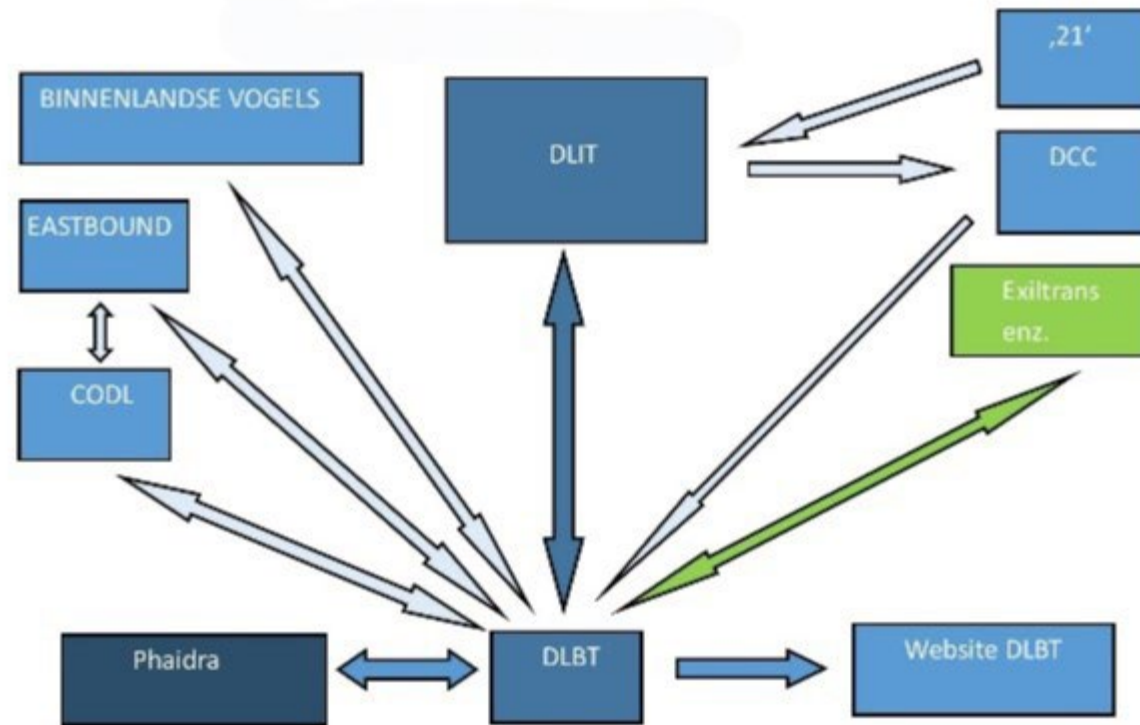 ‚21‘
BINNENLANDSE VOGELS
DLIT
DCC
EASTBOUND
Exiltrans
enz.
CODL
Phaidra
DLBT
Website DLBT